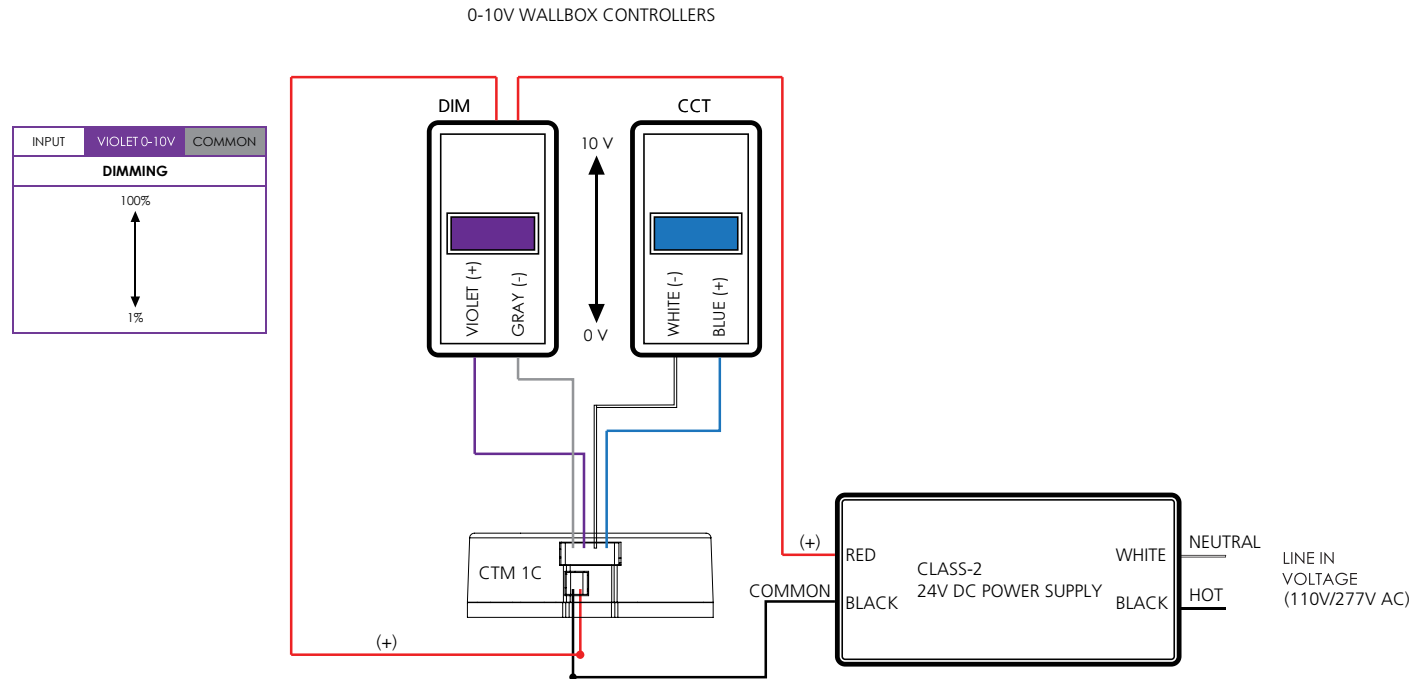 0-10V WALLBOX CONTROLLERS
DIM
CCT
INPUT VIOLET 0-10V COMMON
DIMMING
100%
1%
10 V
0 V
VIOLET (+)
GRAY (-)
WHITE (-)
BLUE (+)
CTM 1C
(+)
(+)
COMMON
RED
BLACK
CLASS-2
24V DC POWER SUPPLY
WHITE
BLACK
NEUTRAL
HOT
LINE IN
VOLTAGE
(110V/277V AC)